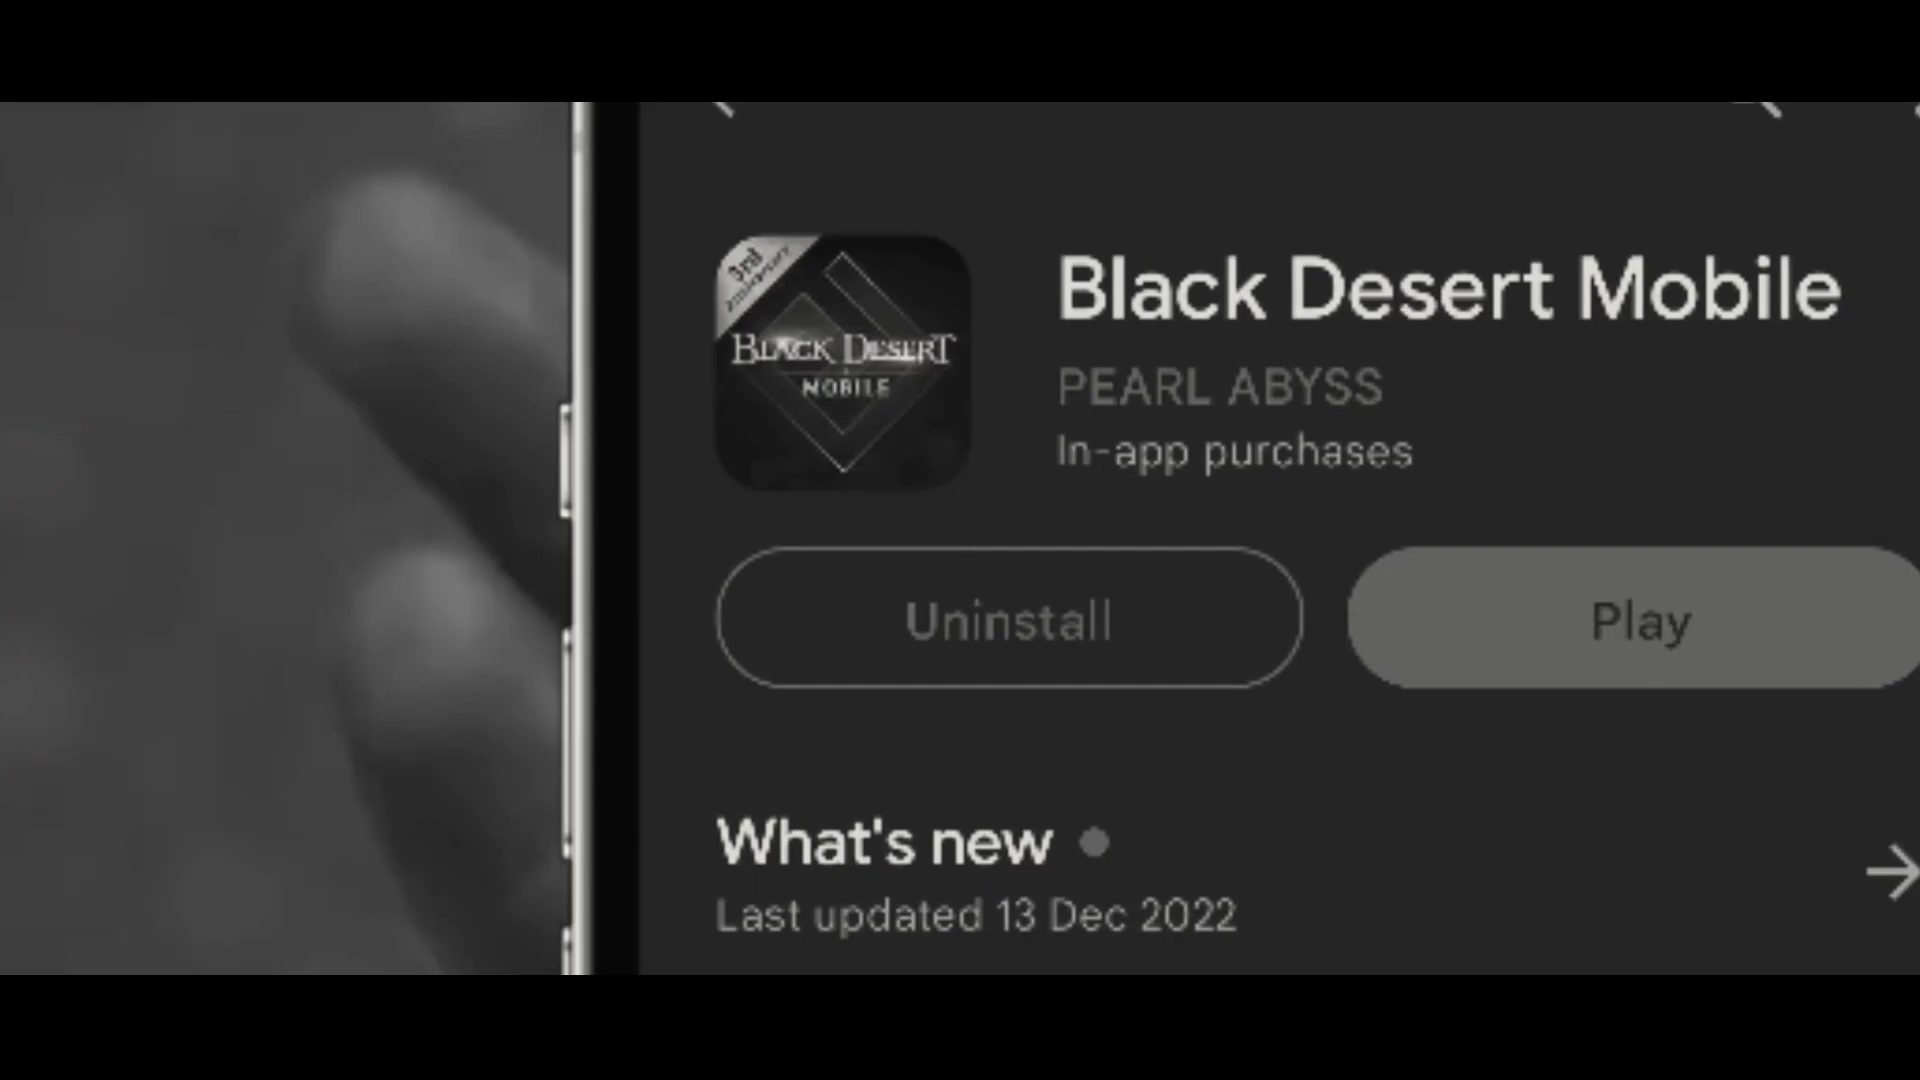 3rd
Anniversary
BLACK DESERT
MOBILE
Black Desert Mobile
PEARL ABYSS
In-app purchases
Uninstall
Play
What's new
Last updated 13 Dec 2022